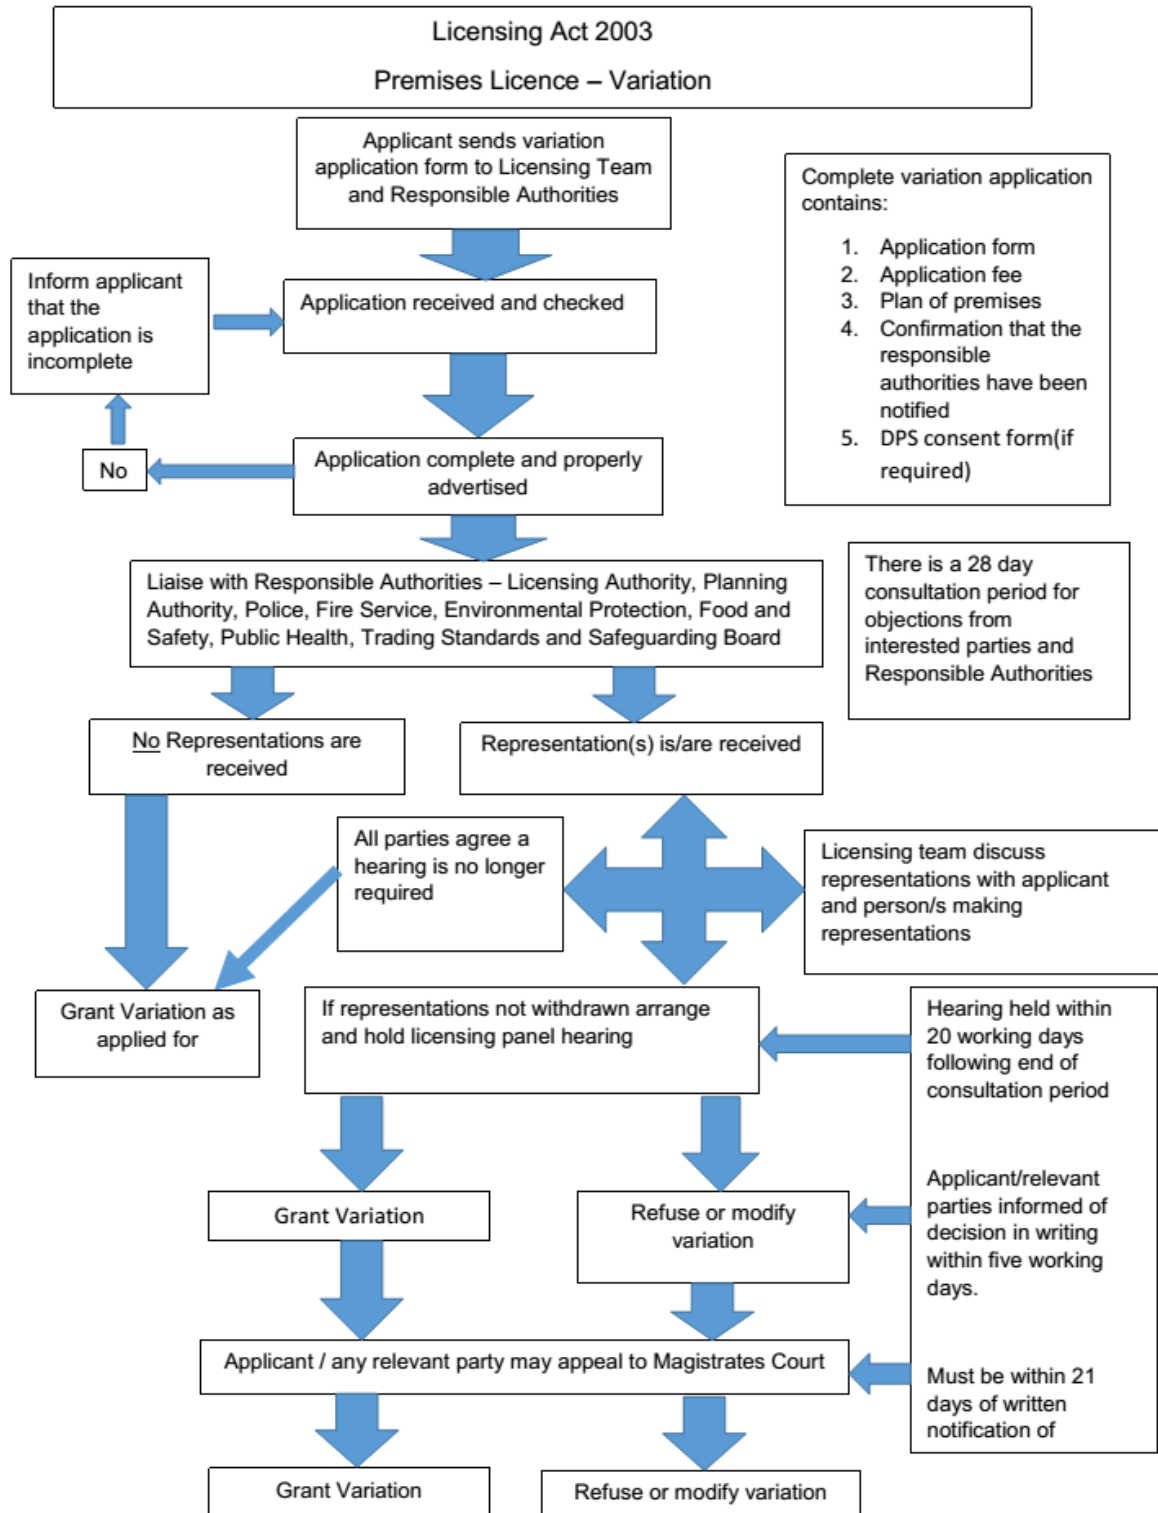 Licensing Act 2003
Premises Licence – Variation
Applicant sends variation
application form to Licensing Team
and Responsible Authorities
Complete variation application
contains:
1. Application form
2. Application fee
3. Plan of premises
4. Confirmation that the
responsible
authorities have been
notified
5. DPS consent form(if
required)
Inform applicant
that the
application is
incomplete
Application received and checked
No
Application complete and properly
advertised
Liaise with Responsible Authorities – Licensing Authority, Planning
Authority, Police, Fire Service, Environmental Protection, Food and
Safety, Public Health, Trading Standards and Safeguarding Board
There is a 28 day
consultation period for
objections from
interested parties and
Responsible Authorities
No Representations are
received
Representation(s) is/are received
All parties agree a
hearing is no longer
required
Licensing team discuss
representations with applicant
and person/s making
representations
Grant Variation as
applied for
If representations not withdrawn arrange
and hold licensing panel hearing
Hearing held within
20 working days
following end of
consultation period
Grant Variation
Refuse or modify
variation
Applicant/relevant
parties informed of
decision in writing
within five working
days.
Applicant / any relevant party may appeal to Magistrates Court
Must be within 21
days of written
notification of
Grant Variation
Refuse or modify variation